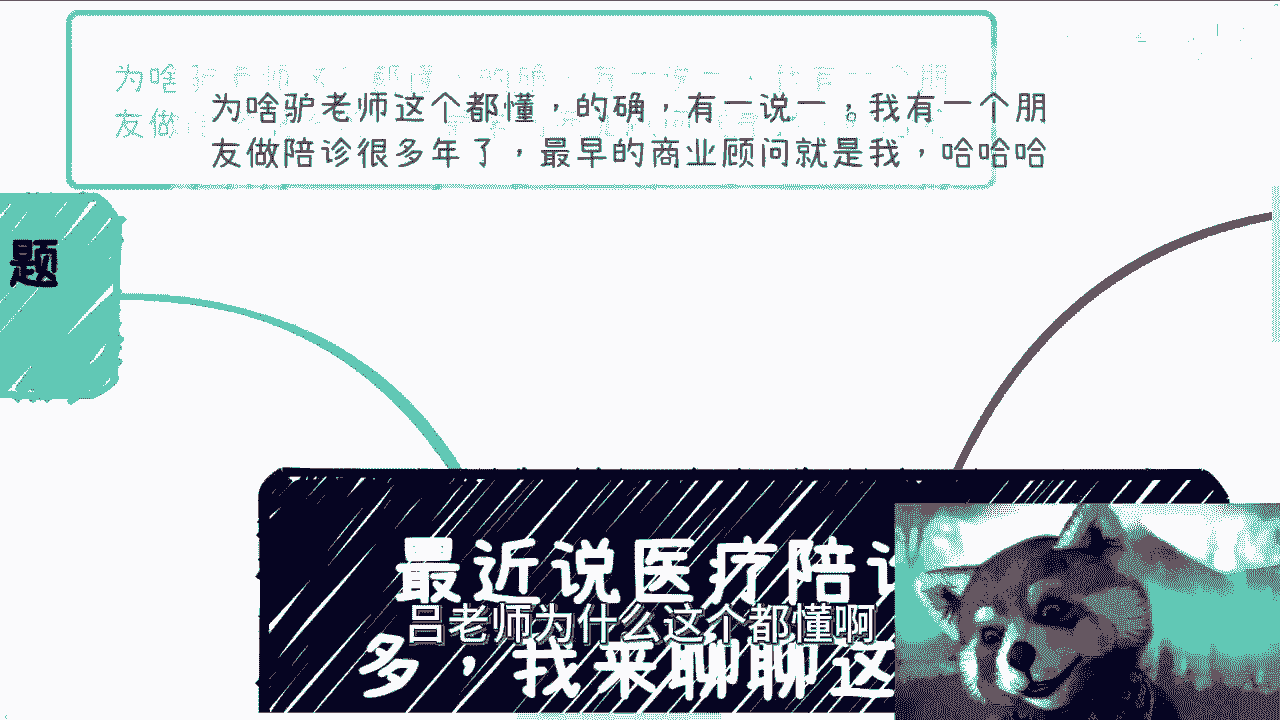 为啥驴老师这个都懂，的确，有一说一，我有一个朋
友做陪诊很多年了，最早的商业顾问就是我，哈哈哈
题
最近说医疗陪
吕老师为什么这个都懂啊
多，我来聊聊这